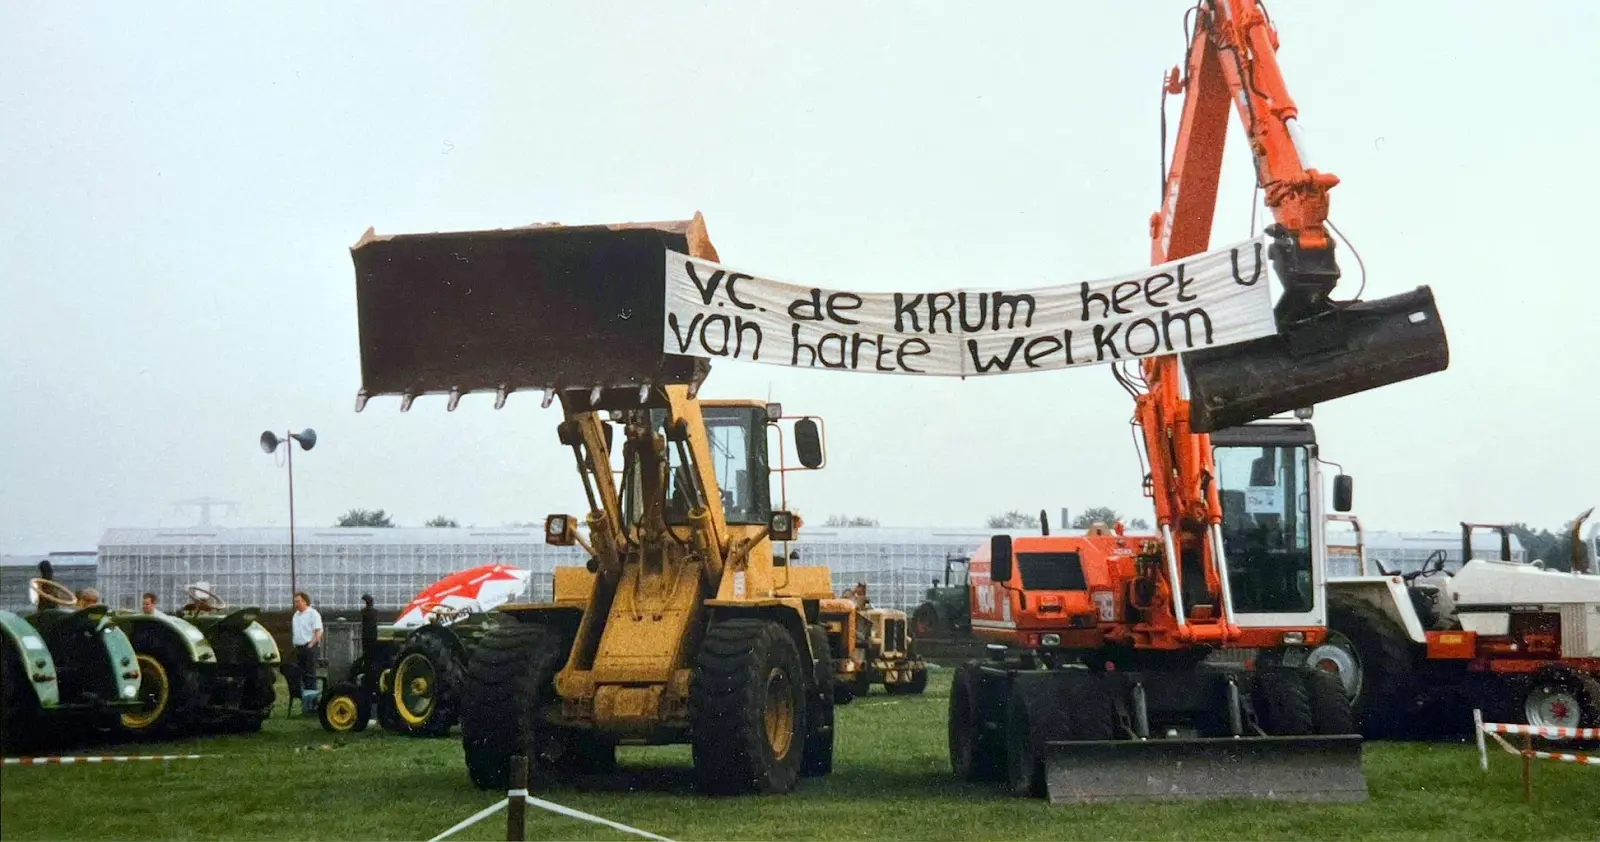 V.C. de KRUM heet U
van harte welkom